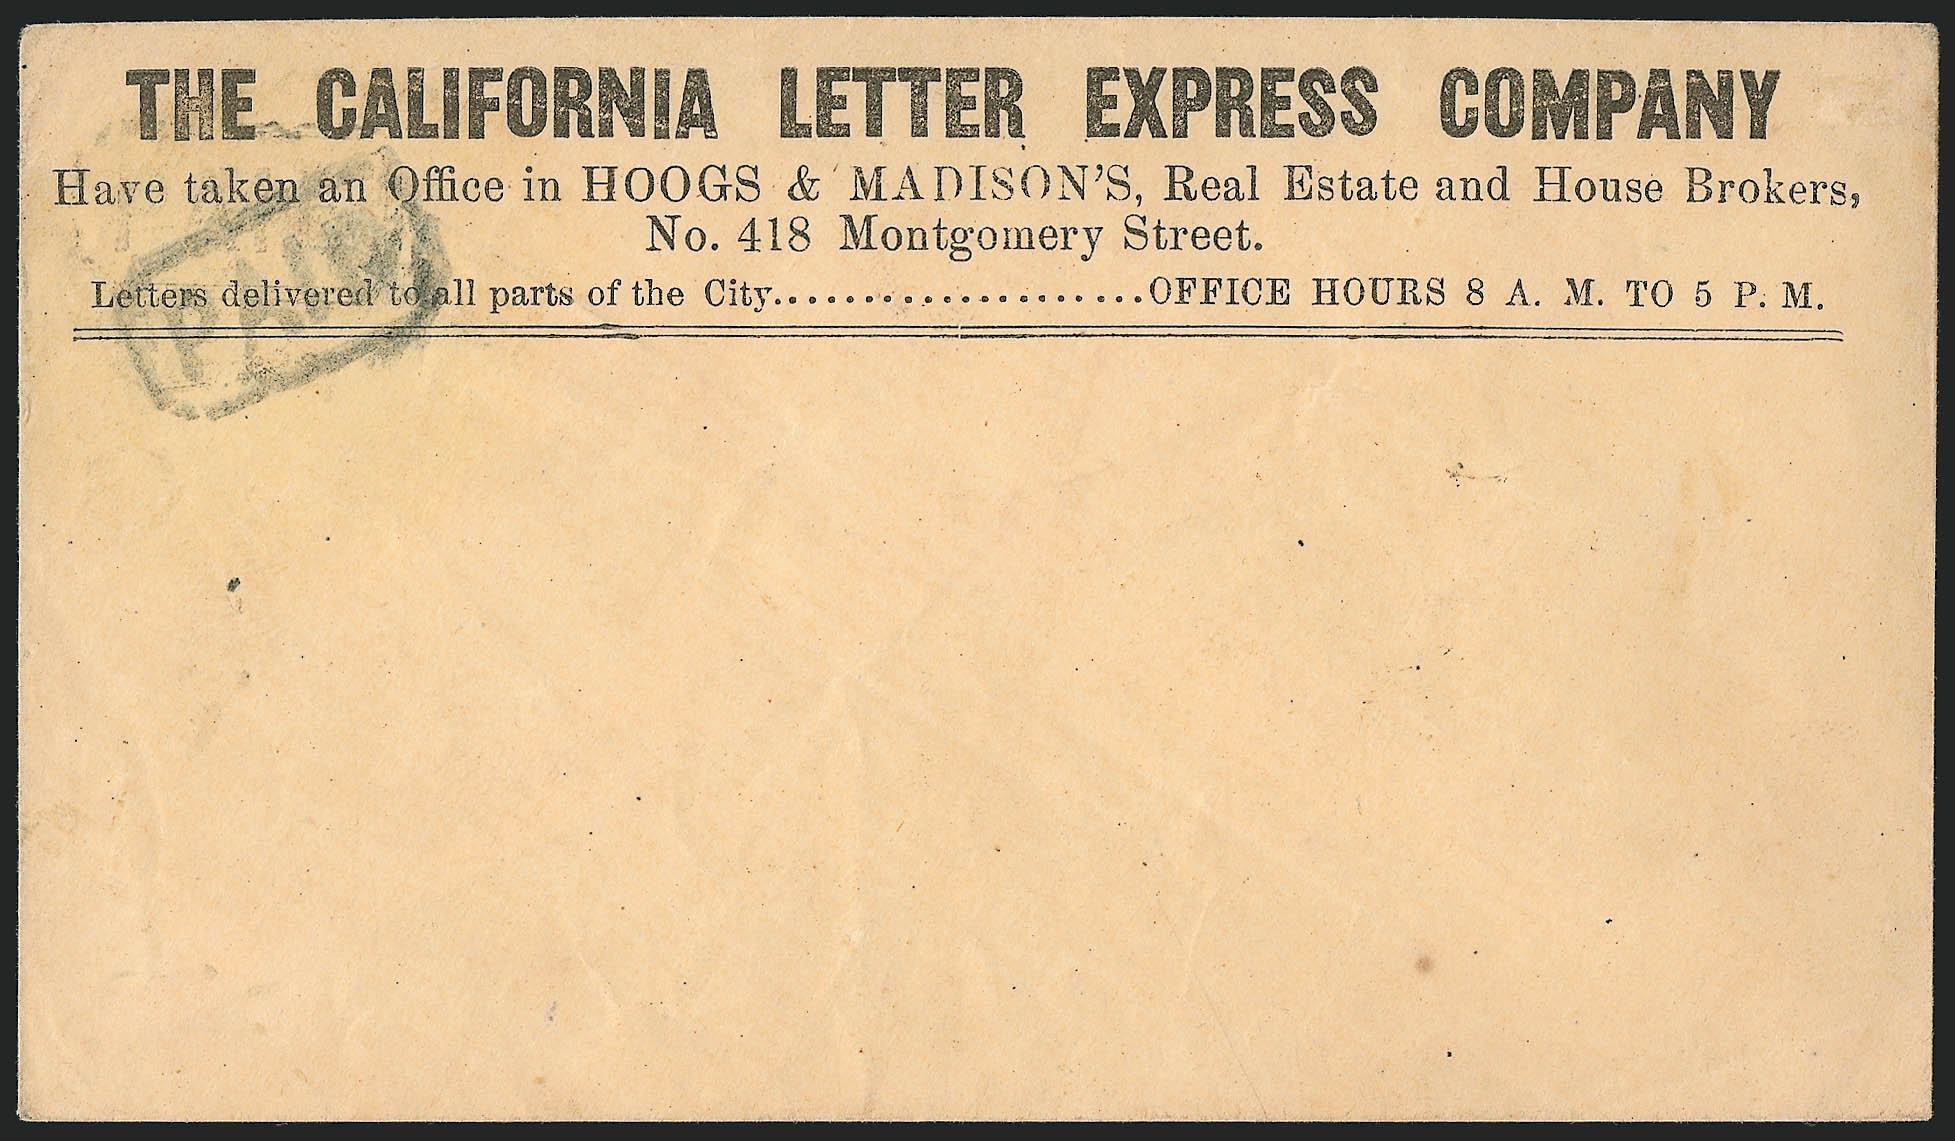 THE CALIFORNIA LETTER EXPRESS COMPANY
Have taken an Office in HOOGS & MADISON'S, Real Estate and House Brokers,
No. 418 Montgomery Street.
Letters delivered to all parts of the City.....................OFFICE HOURS 8 A. M. TO 5 P. M.
PAID